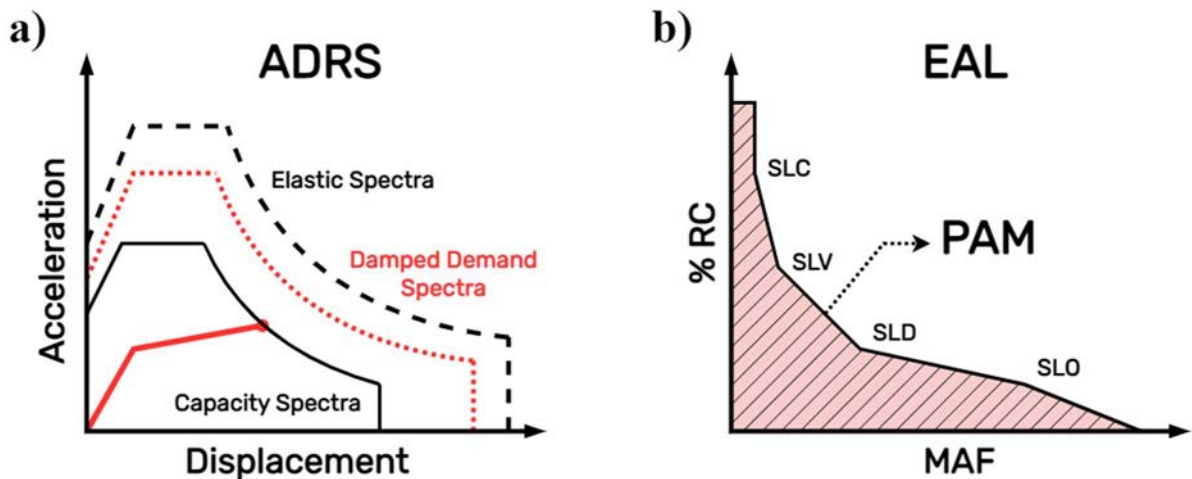 a)
ADRS
Acceleration
Elastic Spectra
Damped Demand
Spectra
Capacity Spectra
Displacement
b)
EAL
% RC
SLC
PAM
SLV
SLD
SLO
MAF